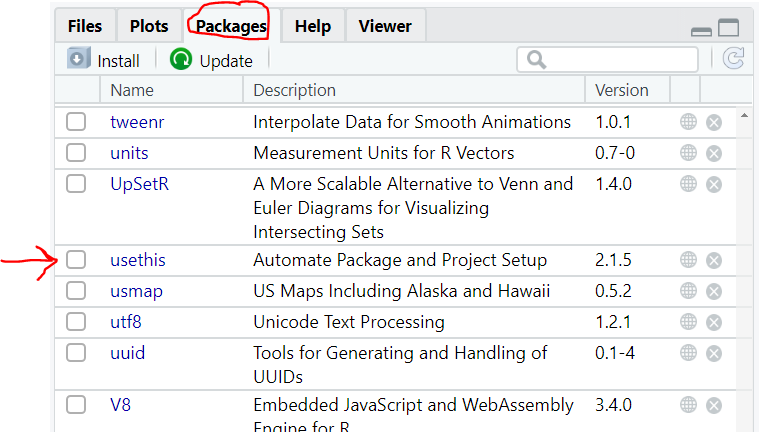 Files Plots Packages Help Viewer
Install Update
Name Description Version
tweenr Interpolate Data for Smooth Animations 1.0.1
units Measurement Units for R Vectors 0.7-0
UpSetR A More Scalable Alternative to Venn and 1.4.0
Euler Diagrams for Visualizing
Intersecting Sets
usethis Automate Package and Project Setup 2.1.5
usmap US Maps Including Alaska and Hawaii 0.5.2
utf8 Unicode Text Processing 1.2.1
uuid Tools for Generating and Handling of 0.1-4
UUIDs
V8 Embedded JavaScript and WebAssembly 3.4.0
Engine for R